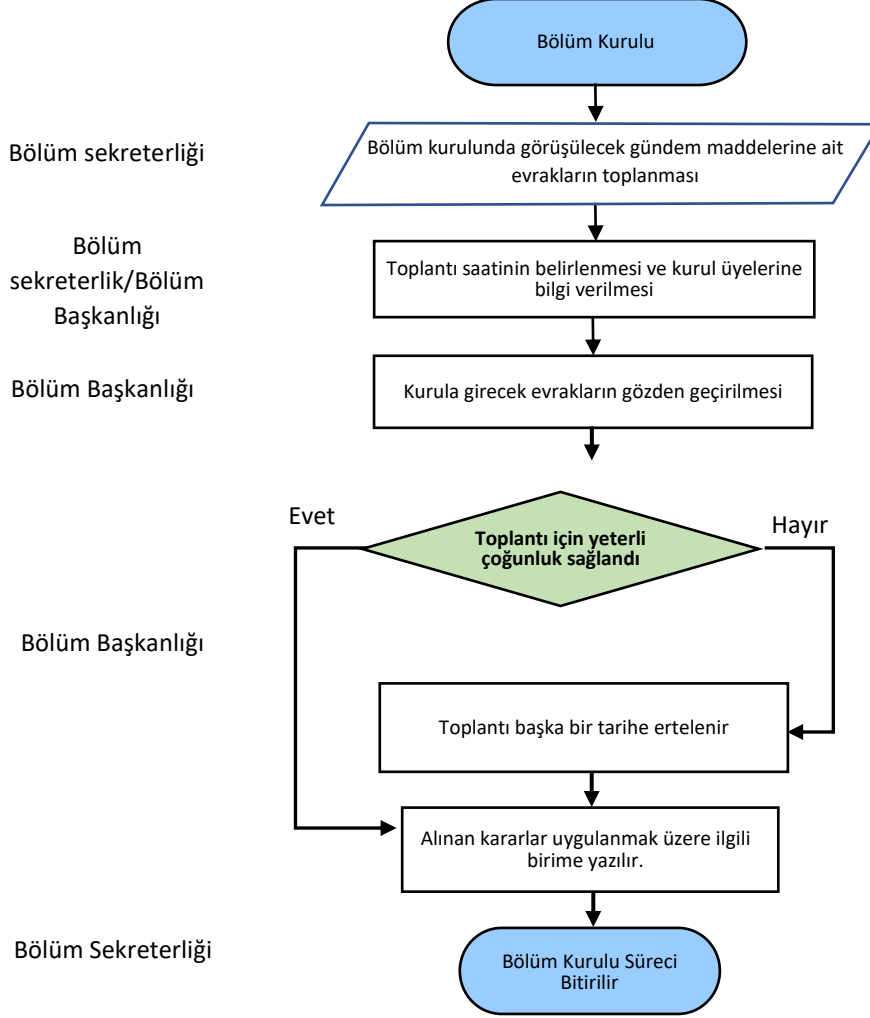 Bölüm Kurulu
Bölüm sekreterliği
Bölüm kurulunda görüşülecek gündem maddelerine ait
evrakların toplanması
Bölüm
sekreterlik/Bölüm
Başkanlığı
Toplantı saatinin belirlenmesi ve kurul üyelerine
bilgi verilmesi
Bölüm Başkanlığı
Kurula girecek evrakların gözden geçirilmesi
Evet
Toplantı için yeterli
çoğunluk sağlandı
Hayır
Bölüm Başkanlığı
Toplantı başka bir tarihe ertelenir
Alınan kararlar uygulanmak üzere ilgili
birime yazılır.
Bölüm Sekreterliği
Bölüm Kurulu Süreci
Bitirilir